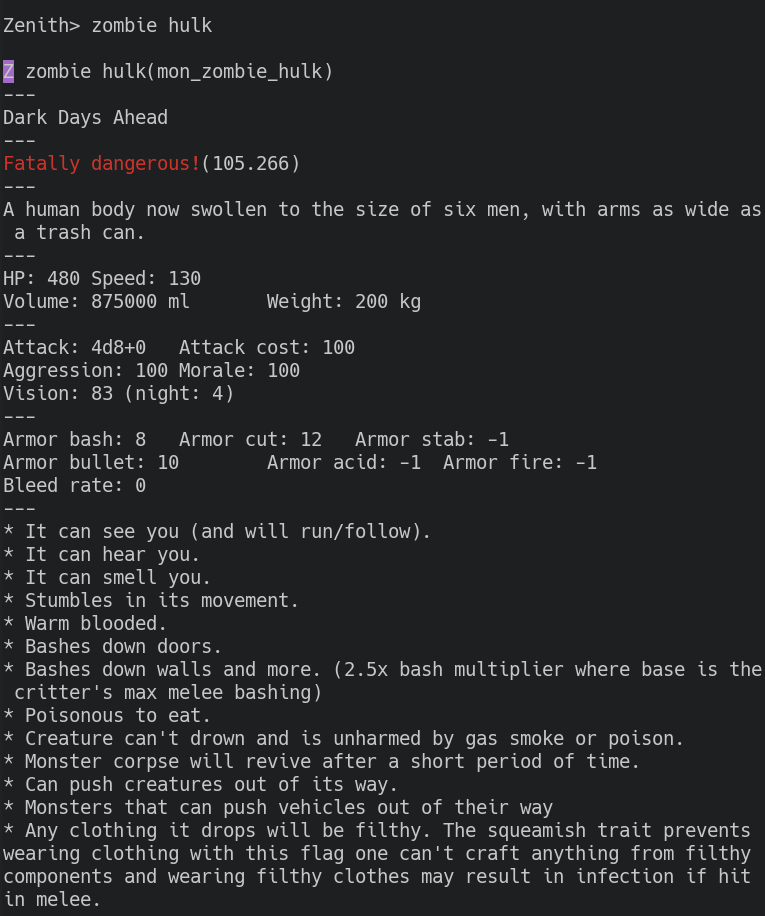 Zenith> zombie hulk
Z zombie hulk(mon_zombie_hulk)
---
Dark Days Ahead
---
Fatally dangerous!(105.266)
---
A human body now swollen to the size of six men, with arms as wide as
 a trash can.
---
HP: 480 Speed: 130
Volume: 875000 ml       Weight: 200 kg
---
Attack: 4d8+0   Attack cost: 100
Aggression: 100 Morale: 100
Vision: 83 (night: 4)
---
Armor bash: 8   Armor cut: 12   Armor stab: -1
Armor bullet: 10        Armor acid: -1  Armor fire: -1
Bleed rate: 0
---
* It can see you (and will run/follow).
* It can hear you.
* It can smell you.
* Stumbles in its movement.
* Warm blooded.
* Bashes down doors.
* Bashes down walls and more. (2.5x bash multiplier where base is the
 critter's max melee bashing)
* Poisonous to eat.
* Creature can't drown and is unharmed by gas smoke or poison.
* Monster corpse will revive after a short period of time.
* Can push creatures out of its way.
* Monsters that can push vehicles out of their way
* Any clothing it drops will be filthy. The squeamish trait prevents
wearing clothing with this flag one can't craft anything from filthy
components and wearing filthy clothes may result in infection if hit
in melee.